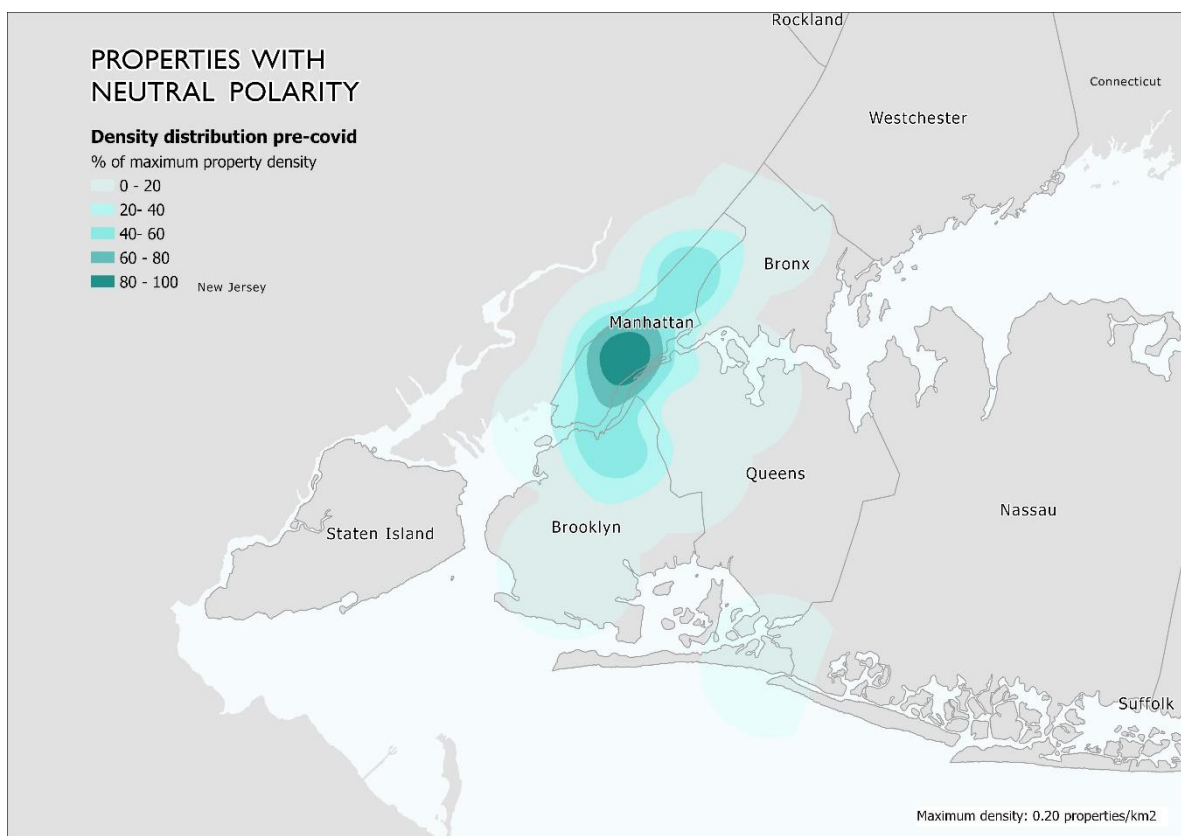 PROPERTIES WITH
NEUTRAL POLARITY
Density distribution pre-covid
% of maximum property density
0 - 20
20- 40
40- 60
60 - 80
80 - 100
New Jersey
Rockland
Connecticut
Westchester
Bronx
Manhattan
Queens
Nassau
Brooklyn
Staten Island
Suffolk
Maximum density: 0.20 properties/km2